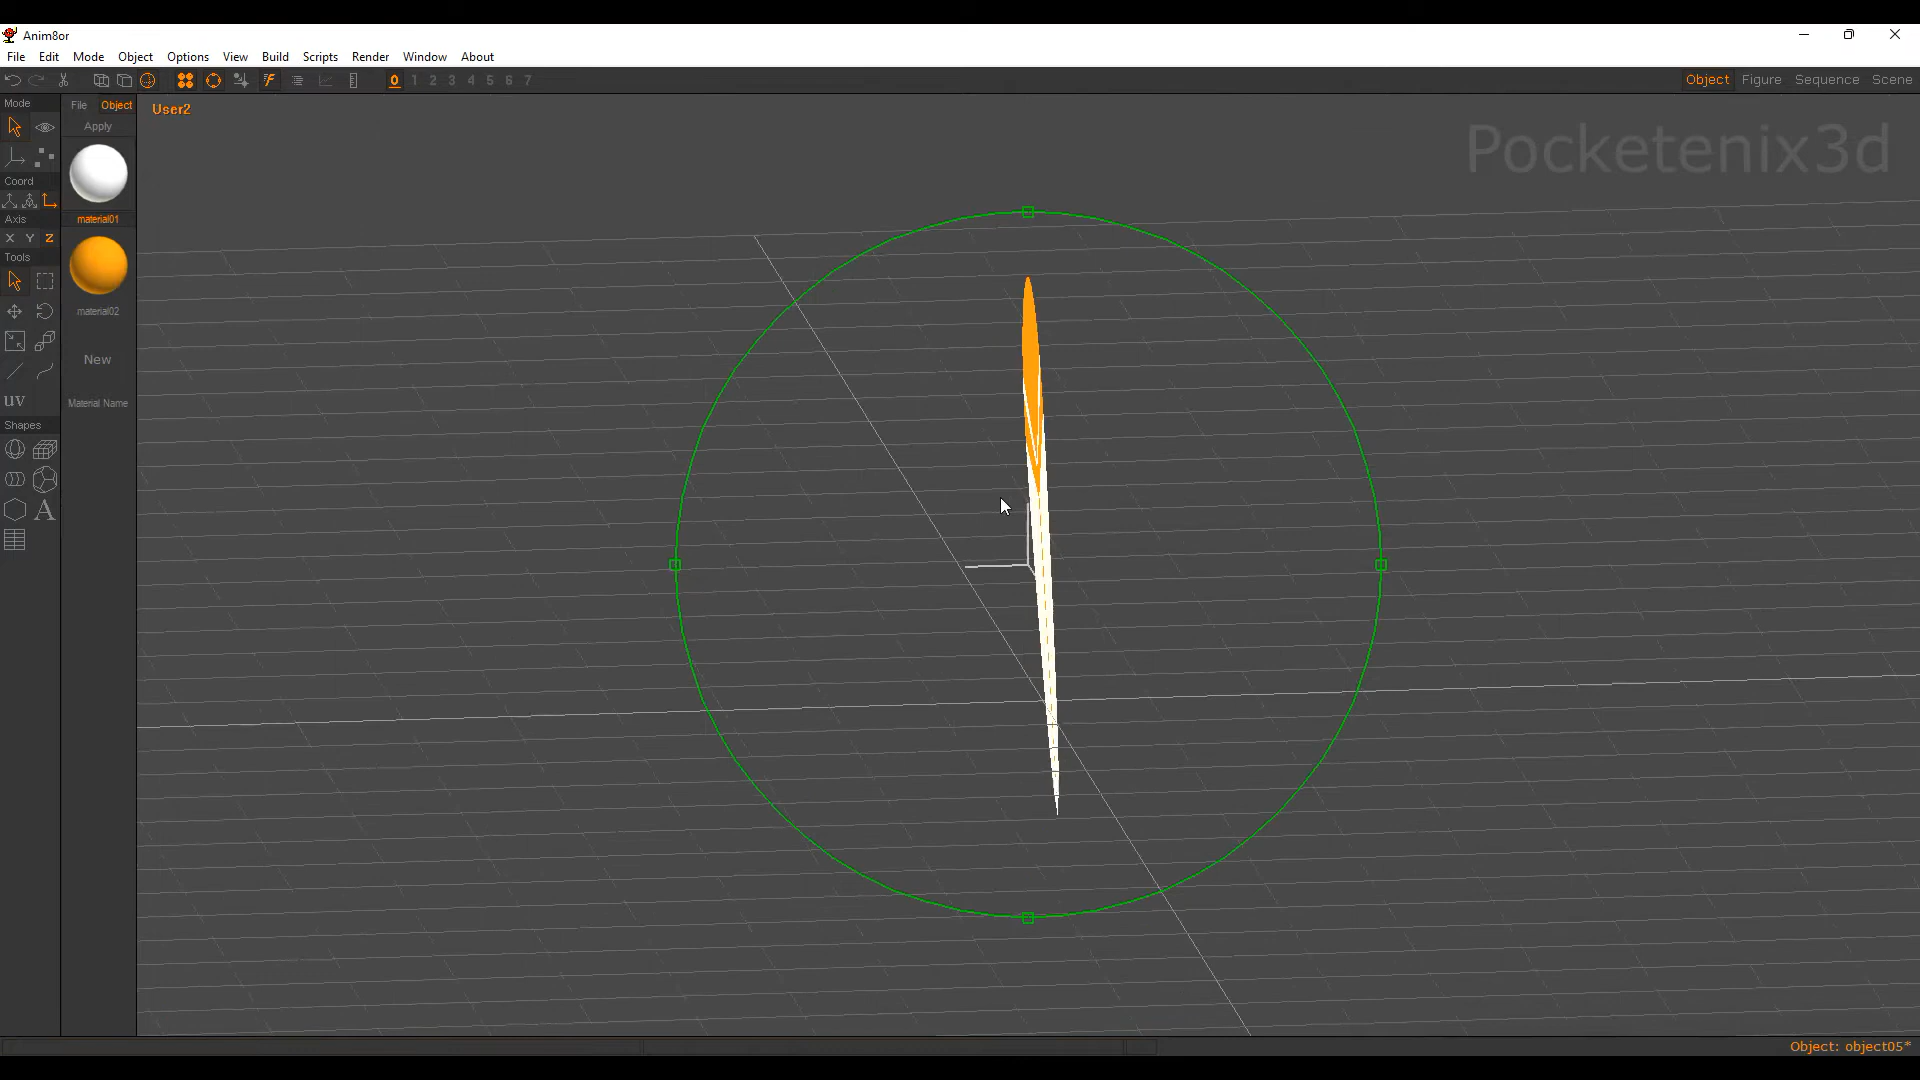 Anim8or
File Edit Mode Object Options View Build Scripts Render Window About
0 1 2 3 4 5 6 7
Object Figure Sequence Scene
Mode
File Object
User2
Apply
Pocketenix3d
Coord
Axis
material01
X Y Z
Tools
material02
New
uv
Material Name
Shapes
A
Object: object05*